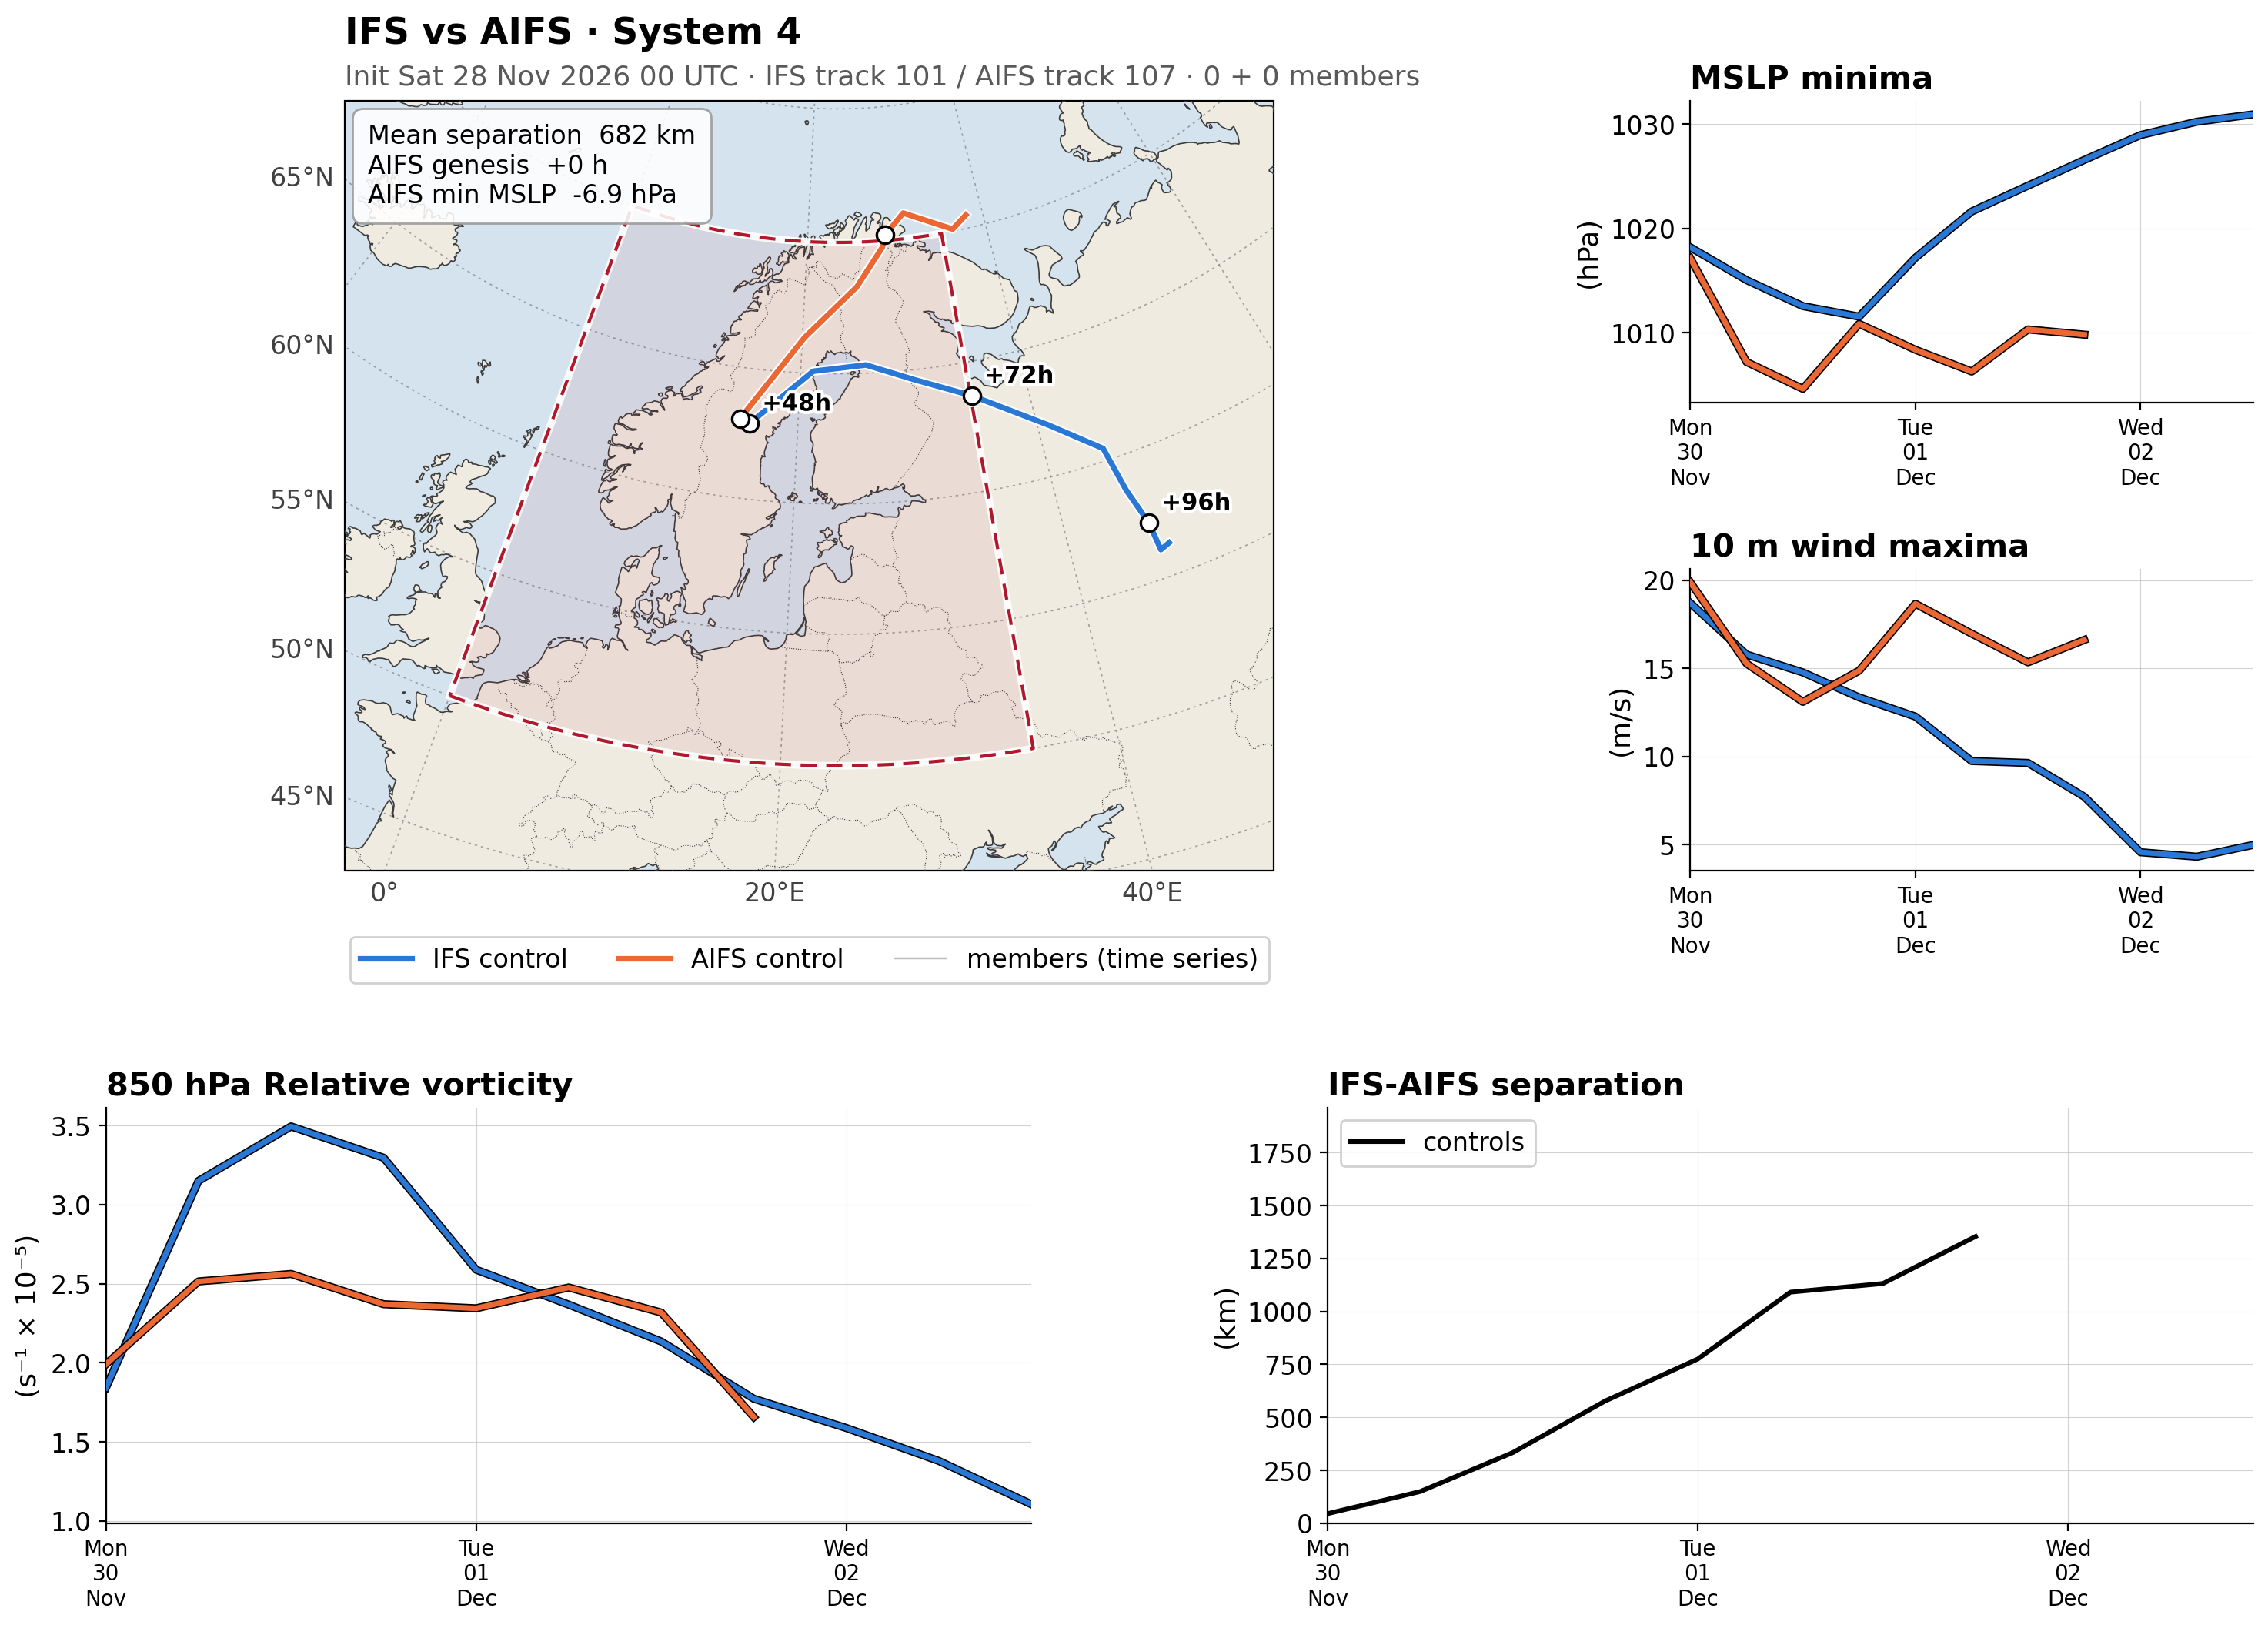 IFS vs AIFS · System 4
Init Sat 28 Nov 2026 00 UTC · IFS track 101 / AIFS track 107 · 0 + 0 members
Mean separation  682 km
AIFS genesis  +0 h
AIFS min MSLP  -6.9 hPa
65°N
60°N
55°N
50°N
45°N
0°
20°E
40°E
+48h
+72h
+96h
IFS control
AIFS control
members (time series)
MSLP minima
(hPa)
1030
1020
1010
Mon
30
Nov
Tue
01
Dec
Wed
02
Dec
10 m wind maxima
(m/s)
20
15
10
5
Mon
30
Nov
Tue
01
Dec
Wed
02
Dec
850 hPa Relative vorticity
(s⁻¹ × 10⁻⁵)
3.5
3.0
2.5
2.0
1.5
1.0
Mon
30
Nov
Tue
01
Dec
Wed
02
Dec
IFS-AIFS separation
controls
(km)
1750
1500
1250
1000
750
500
250
0
Mon
30
Nov
Tue
01
Dec
Wed
02
Dec